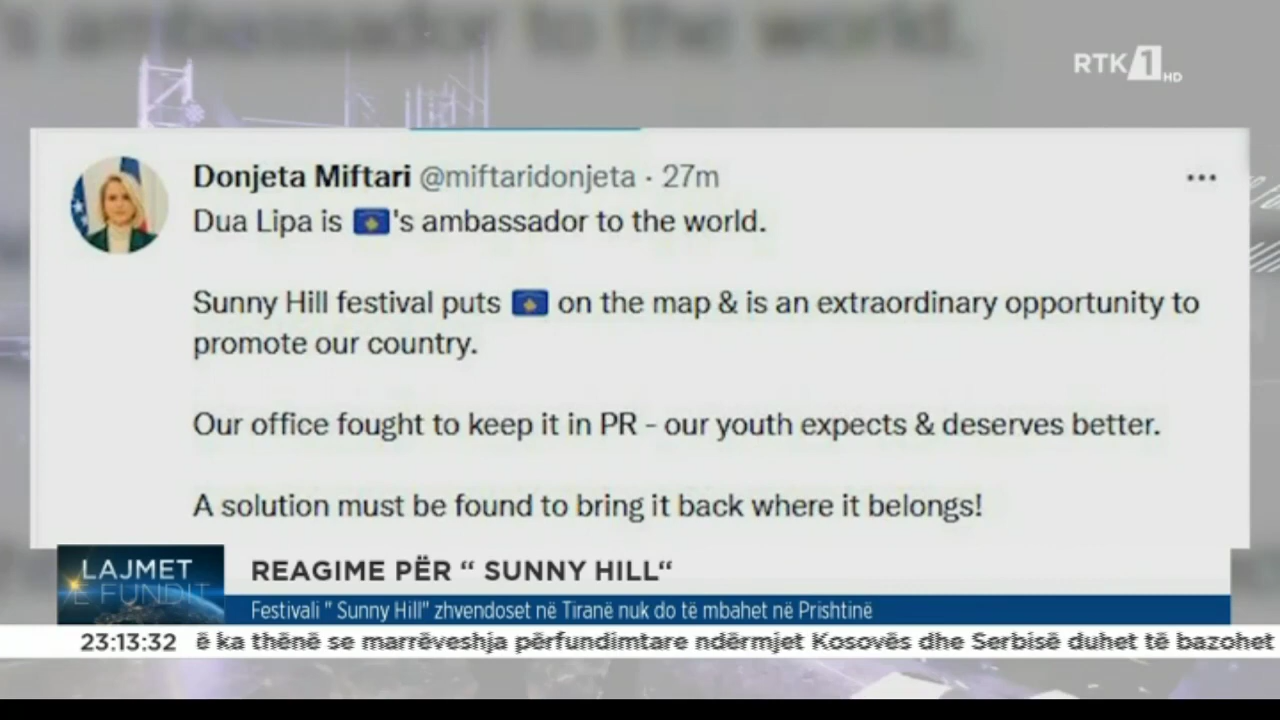 RTK 1 HD
Donjeta Miftari @miftaridonjeta · 27m
Dua Lipa is 🇽🇰's ambassador to the world.
Sunny Hill festival puts 🇽🇰 on the map & is an extraordinary opportunity to
promote our country.
Our office fought to keep it in PR - our youth expects & deserves better.
A solution must be found to bring it back where it belongs!
LAJMET
E FUNDIT
REAGIME PËR “ SUNNY HILL“
Festivali " Sunny Hill" zhvendoset në Tiranë nuk do të mbahet në Prishtinë
23:13:32 ë ka thënë se marrëveshja përfundimtare ndërmjet Kosovës dhe Serbisë duhet të bazohet